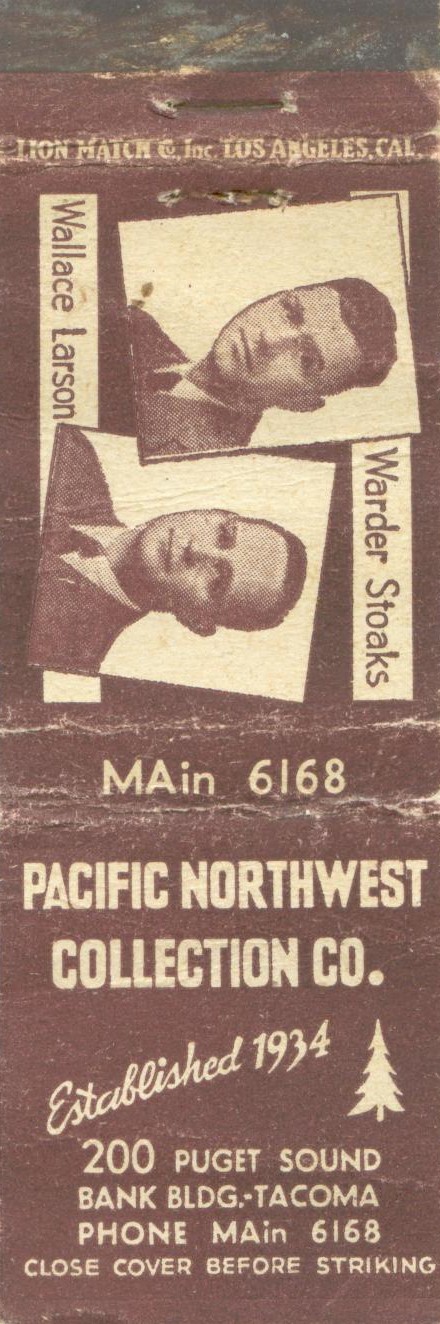 LION MATCH CO., Inc. LOS ANGELES, CAL.
Wallace Larson
Warder Stoaks
MAin 6168
PACIFIC NORTHWEST
COLLECTION CO.
Established 1934
200 PUGET SOUND
BANK BLDG.-TACOMA
PHONE MAin 6168
CLOSE COVER BEFORE STRIKING